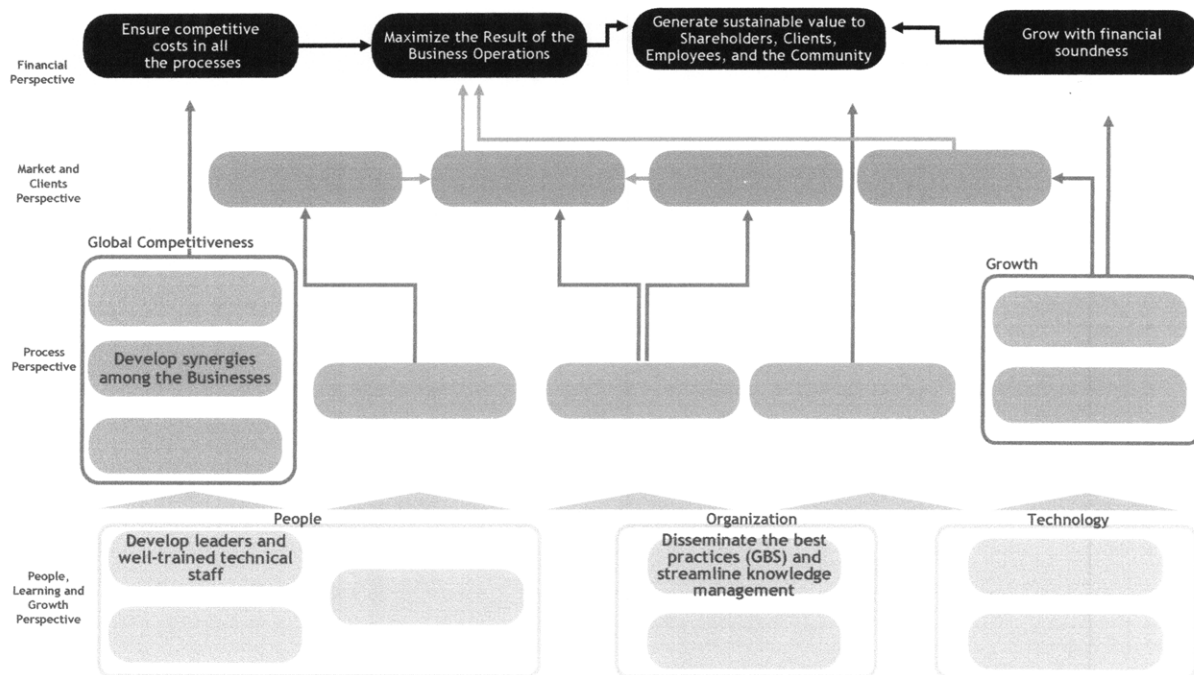 Ensure competitive
costs in all
the processes
Maximize the Result of the
Business Operations
Generate sustainable value to
Shareholders, Clients,
Employees, and the Community
Grow with financial
soundness
Financial
Perspective
Market and
Clients
Perspective
Global Competitiveness
Growth
Process
Perspective
Develop synergies
among the Businesses
People
Organization
Technology
Develop leaders and
well-trained technical
staff
Disseminate the best
practices (GBS) and
streamline knowledge
management
People,
Learning and
Growth
Perspective